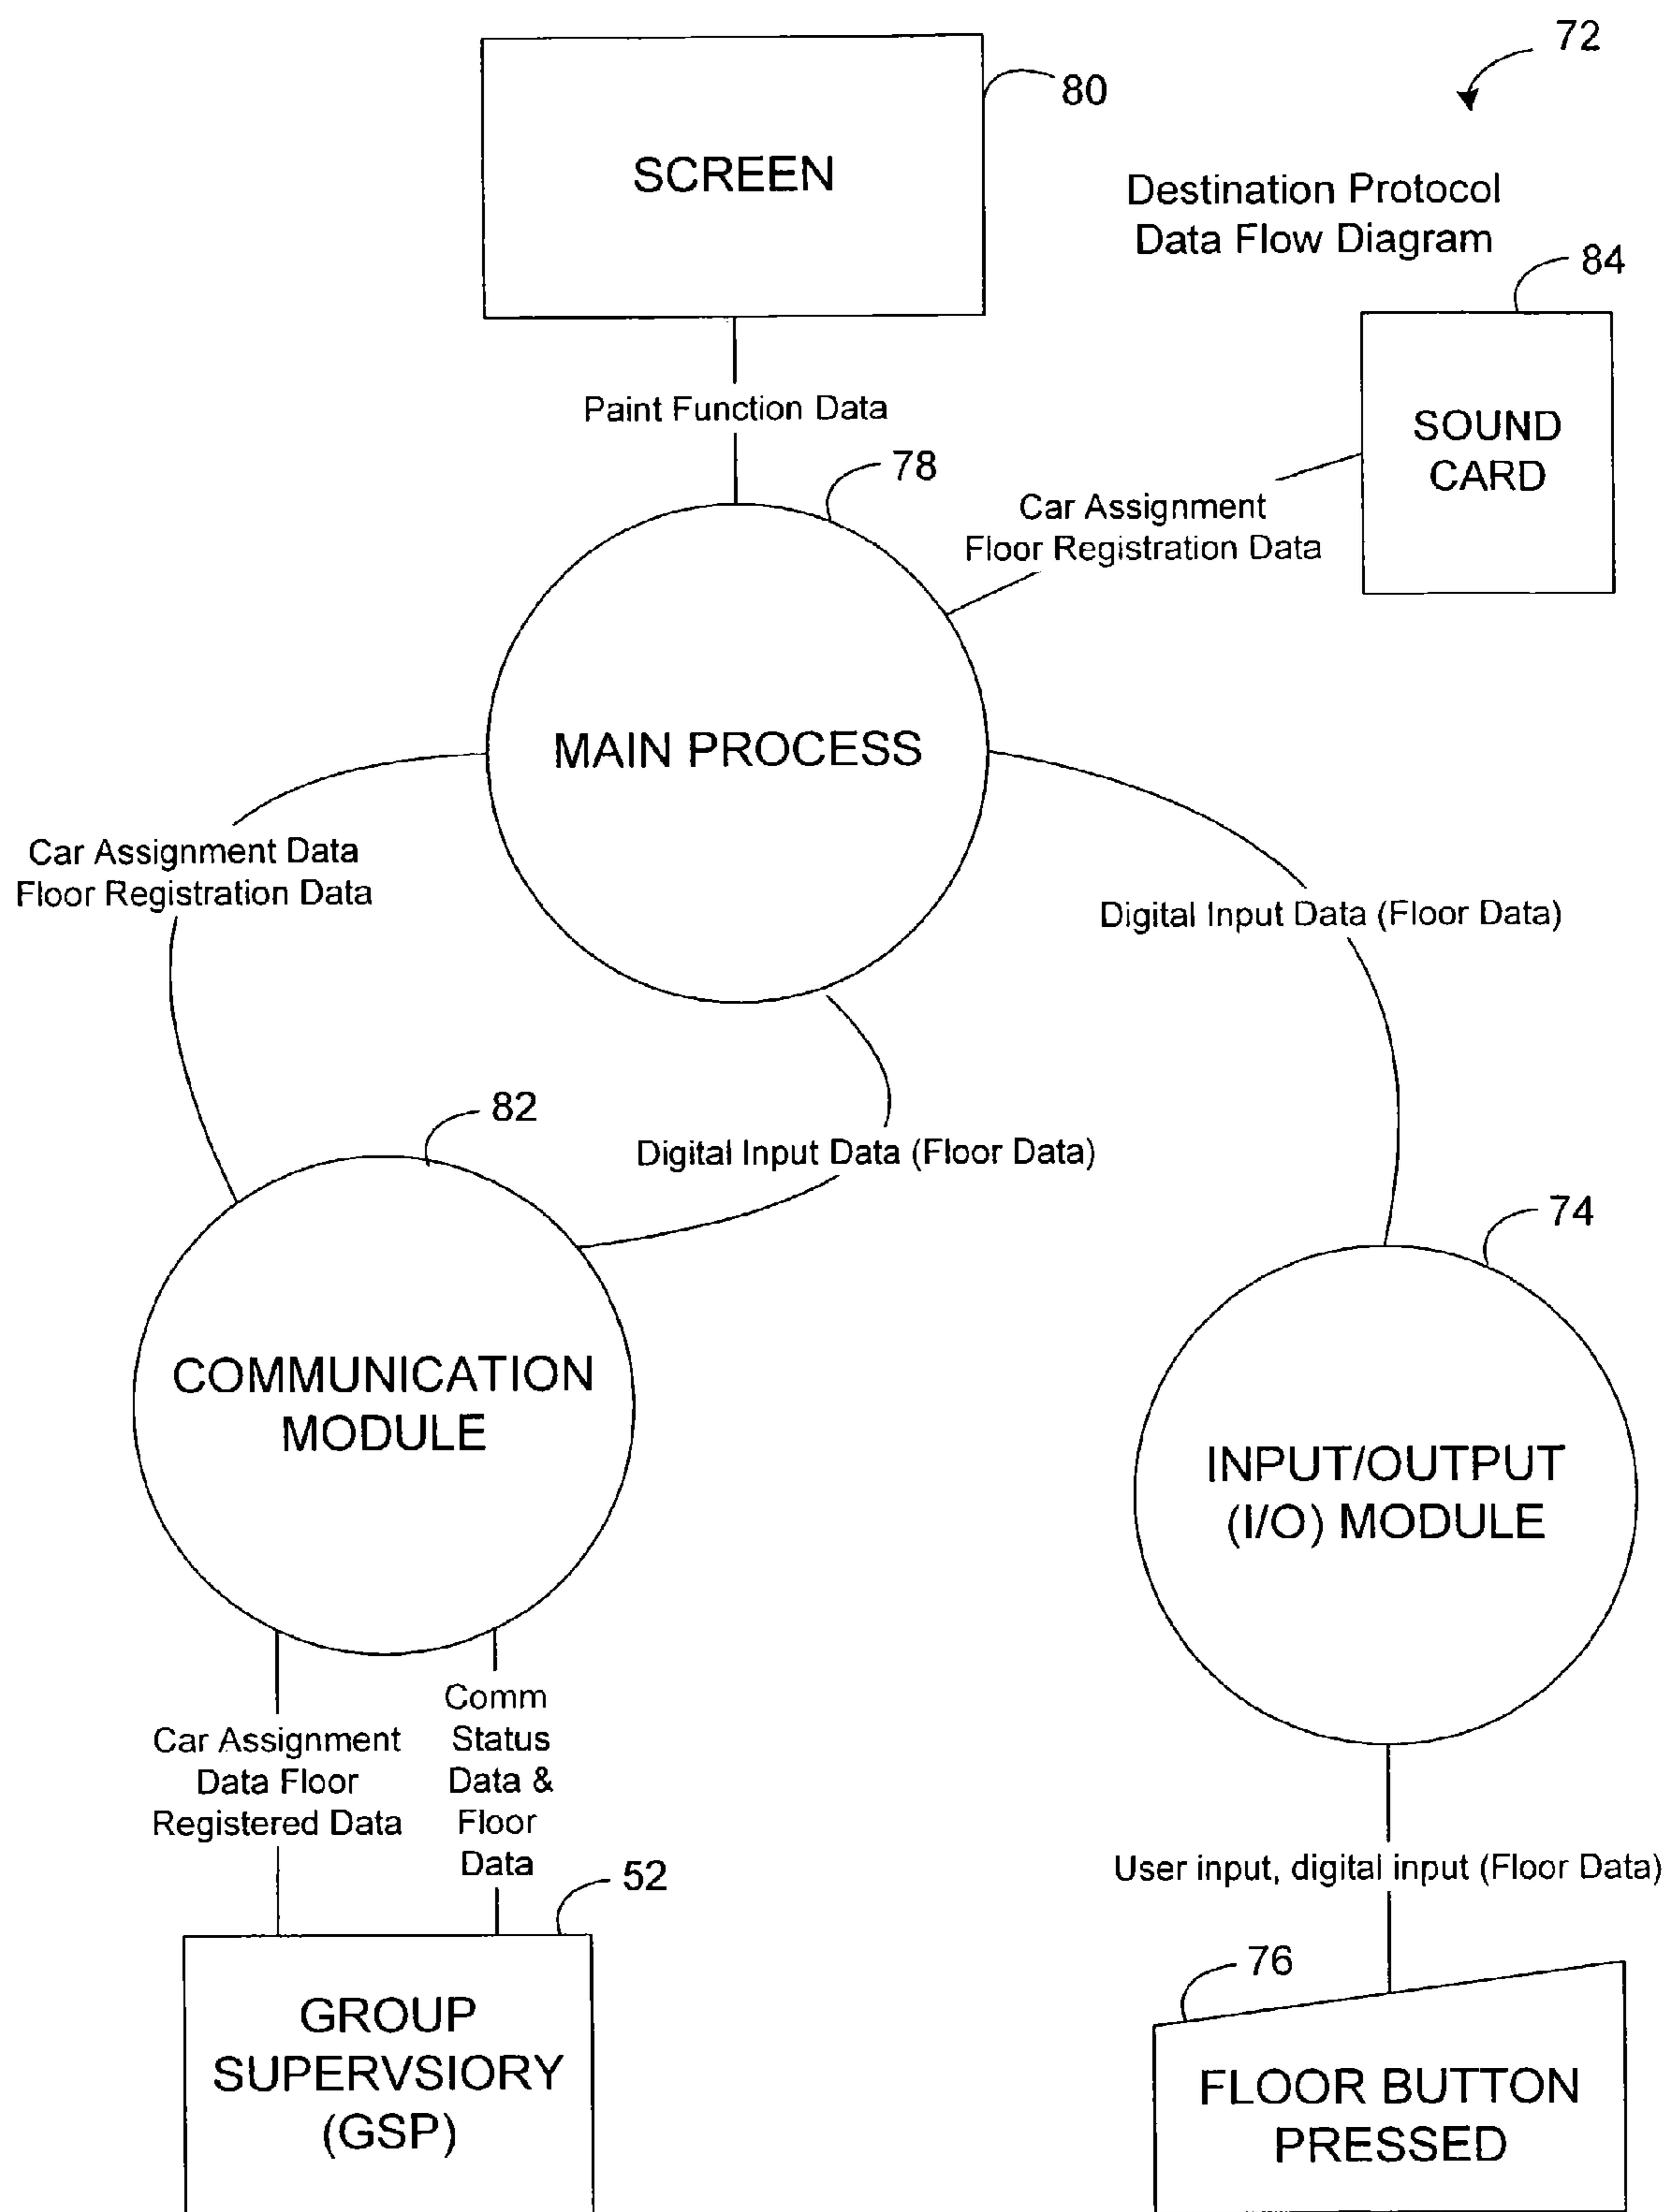 72
80
SCREEN
Destination Protocol
Data Flow Diagram
84
Paint Function Data
SOUND
CARD
78
Car Assignment
Floor Registration Data
MAIN PROCESS
Car Assignment Data
Floor Registration Data
Digital Input Data (Floor Data)
82
Digital Input Data (Floor Data)
74
COMMUNICATION
MODULE
INPUT/OUTPUT
(I/O) MODULE
Car Assignment
Data Floor
Registered Data
Comm
Status
Data &
Floor
Data
52
User input, digital input (Floor Data)
76
GROUP
SUPERVSIORY
(GSP)
FLOOR BUTTON
PRESSED